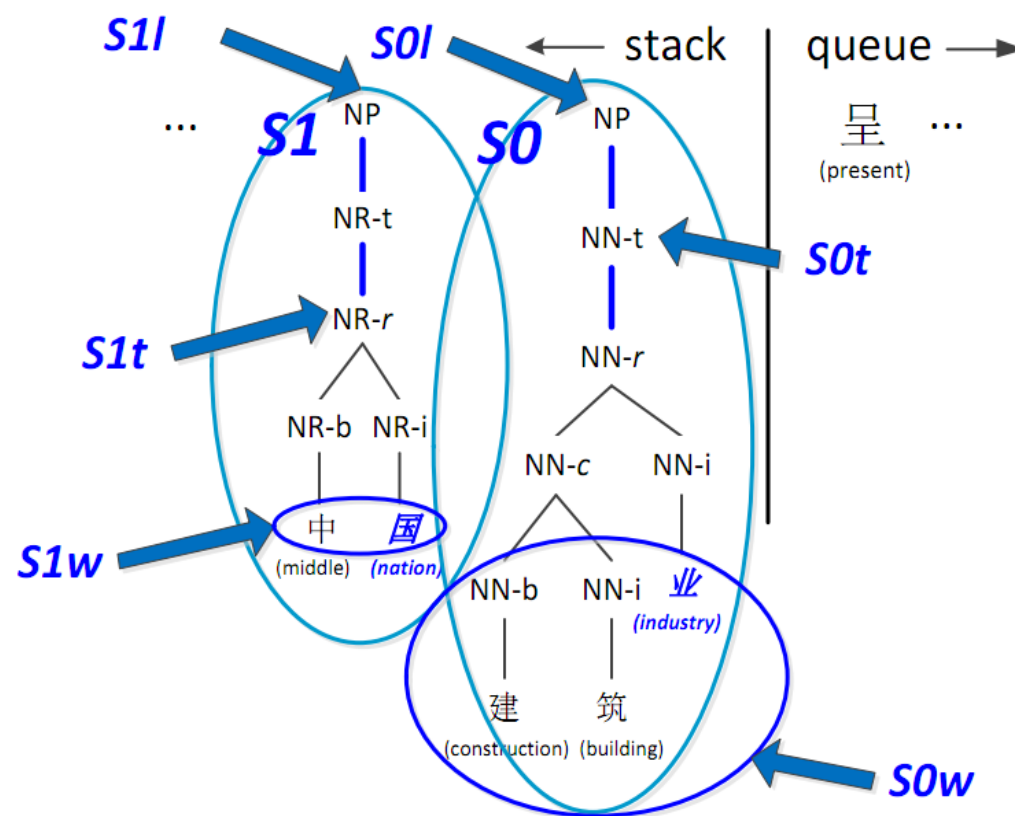 S1l S0l ← stack queue →
... S1 NP S0 NP 呈 ...
(present)
NR-t NN-t S0t
S1t NR-r NN-r
NR-b NR-i NN-c NN-i
S1w 中 国
(middle) (nation)
NN-b NN-i 业
(industry)
建 筑
(construction) (building)
S0w